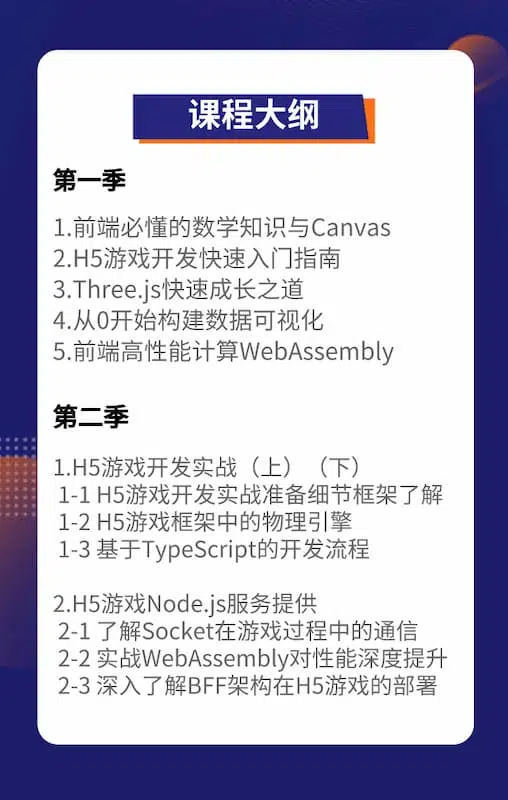 课程大纲
第一季
1.前端必懂的数学知识与Canvas
2.H5游戏开发快速入门指南
3.Three.js快速成长之道
4.从0开始构建数据可视化
5.前端高性能计算WebAssembly
第二季
1.H5游戏开发实战（上）（下）
1-1 H5游戏开发实战准备细节框架了解
1-2 H5游戏框架中的物理引擎
1-3 基于TypeScript的开发流程
2.H5游戏Node.js服务提供
2-1 了解Socket在游戏过程中的通信
2-2 实战WebAssembly对性能深度提升
2-3 深入了解BFF架构在H5游戏的部署